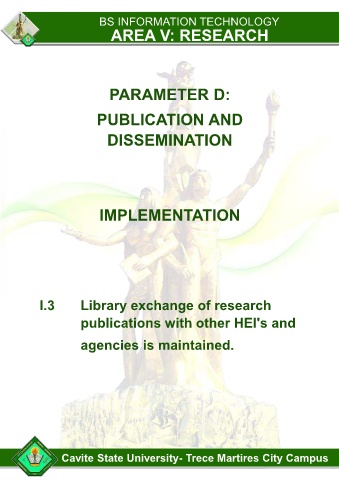 BS INFORMATION TECHNOLOGY
AREA V: RESEARCH
PARAMETER D:
PUBLICATION AND
DISSEMINATION
IMPLEMENTATION
I.3 Library exchange of research
publications with other HEI's and
agencies is maintained.
Cavite State University- Trece Martires City Campus